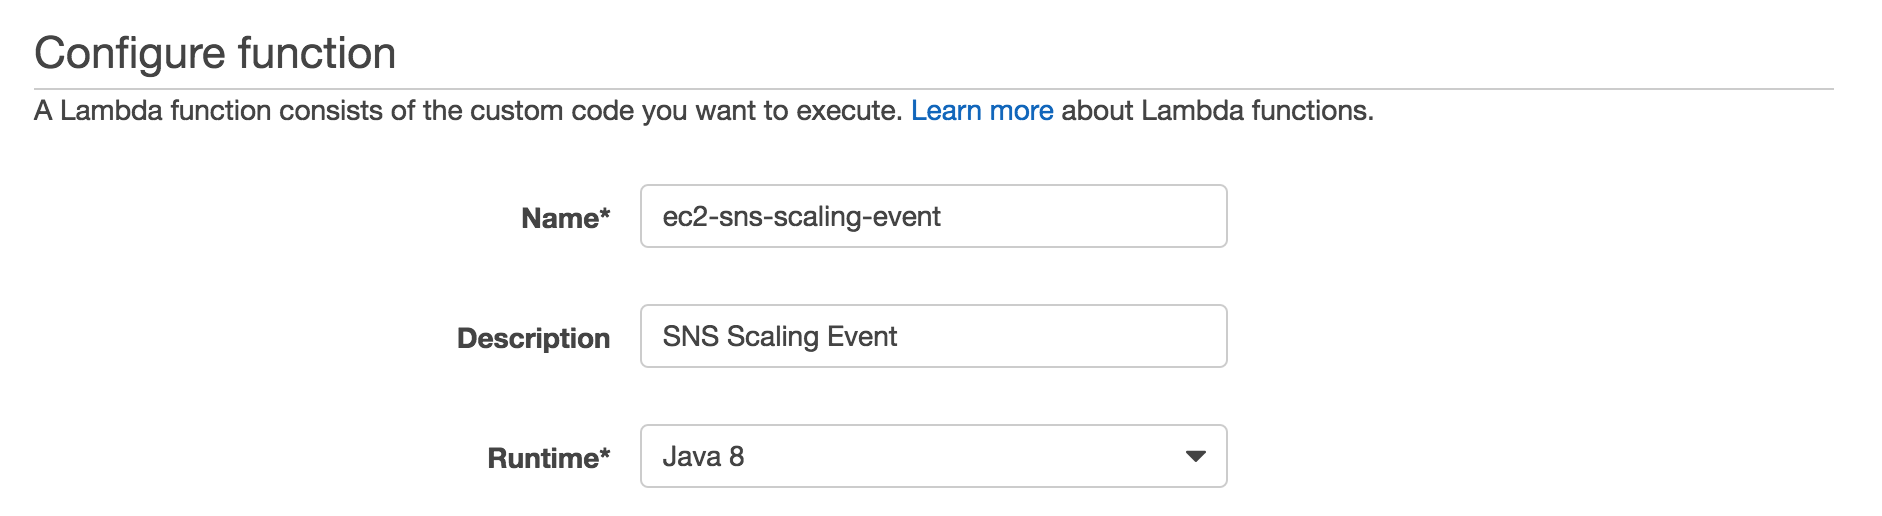 Configure function
A Lambda function consists of the custom code you want to execute. Learn more about Lambda functions.
Name* ec2-sns-scaling-event
Description SNS Scaling Event
Runtime* Java 8